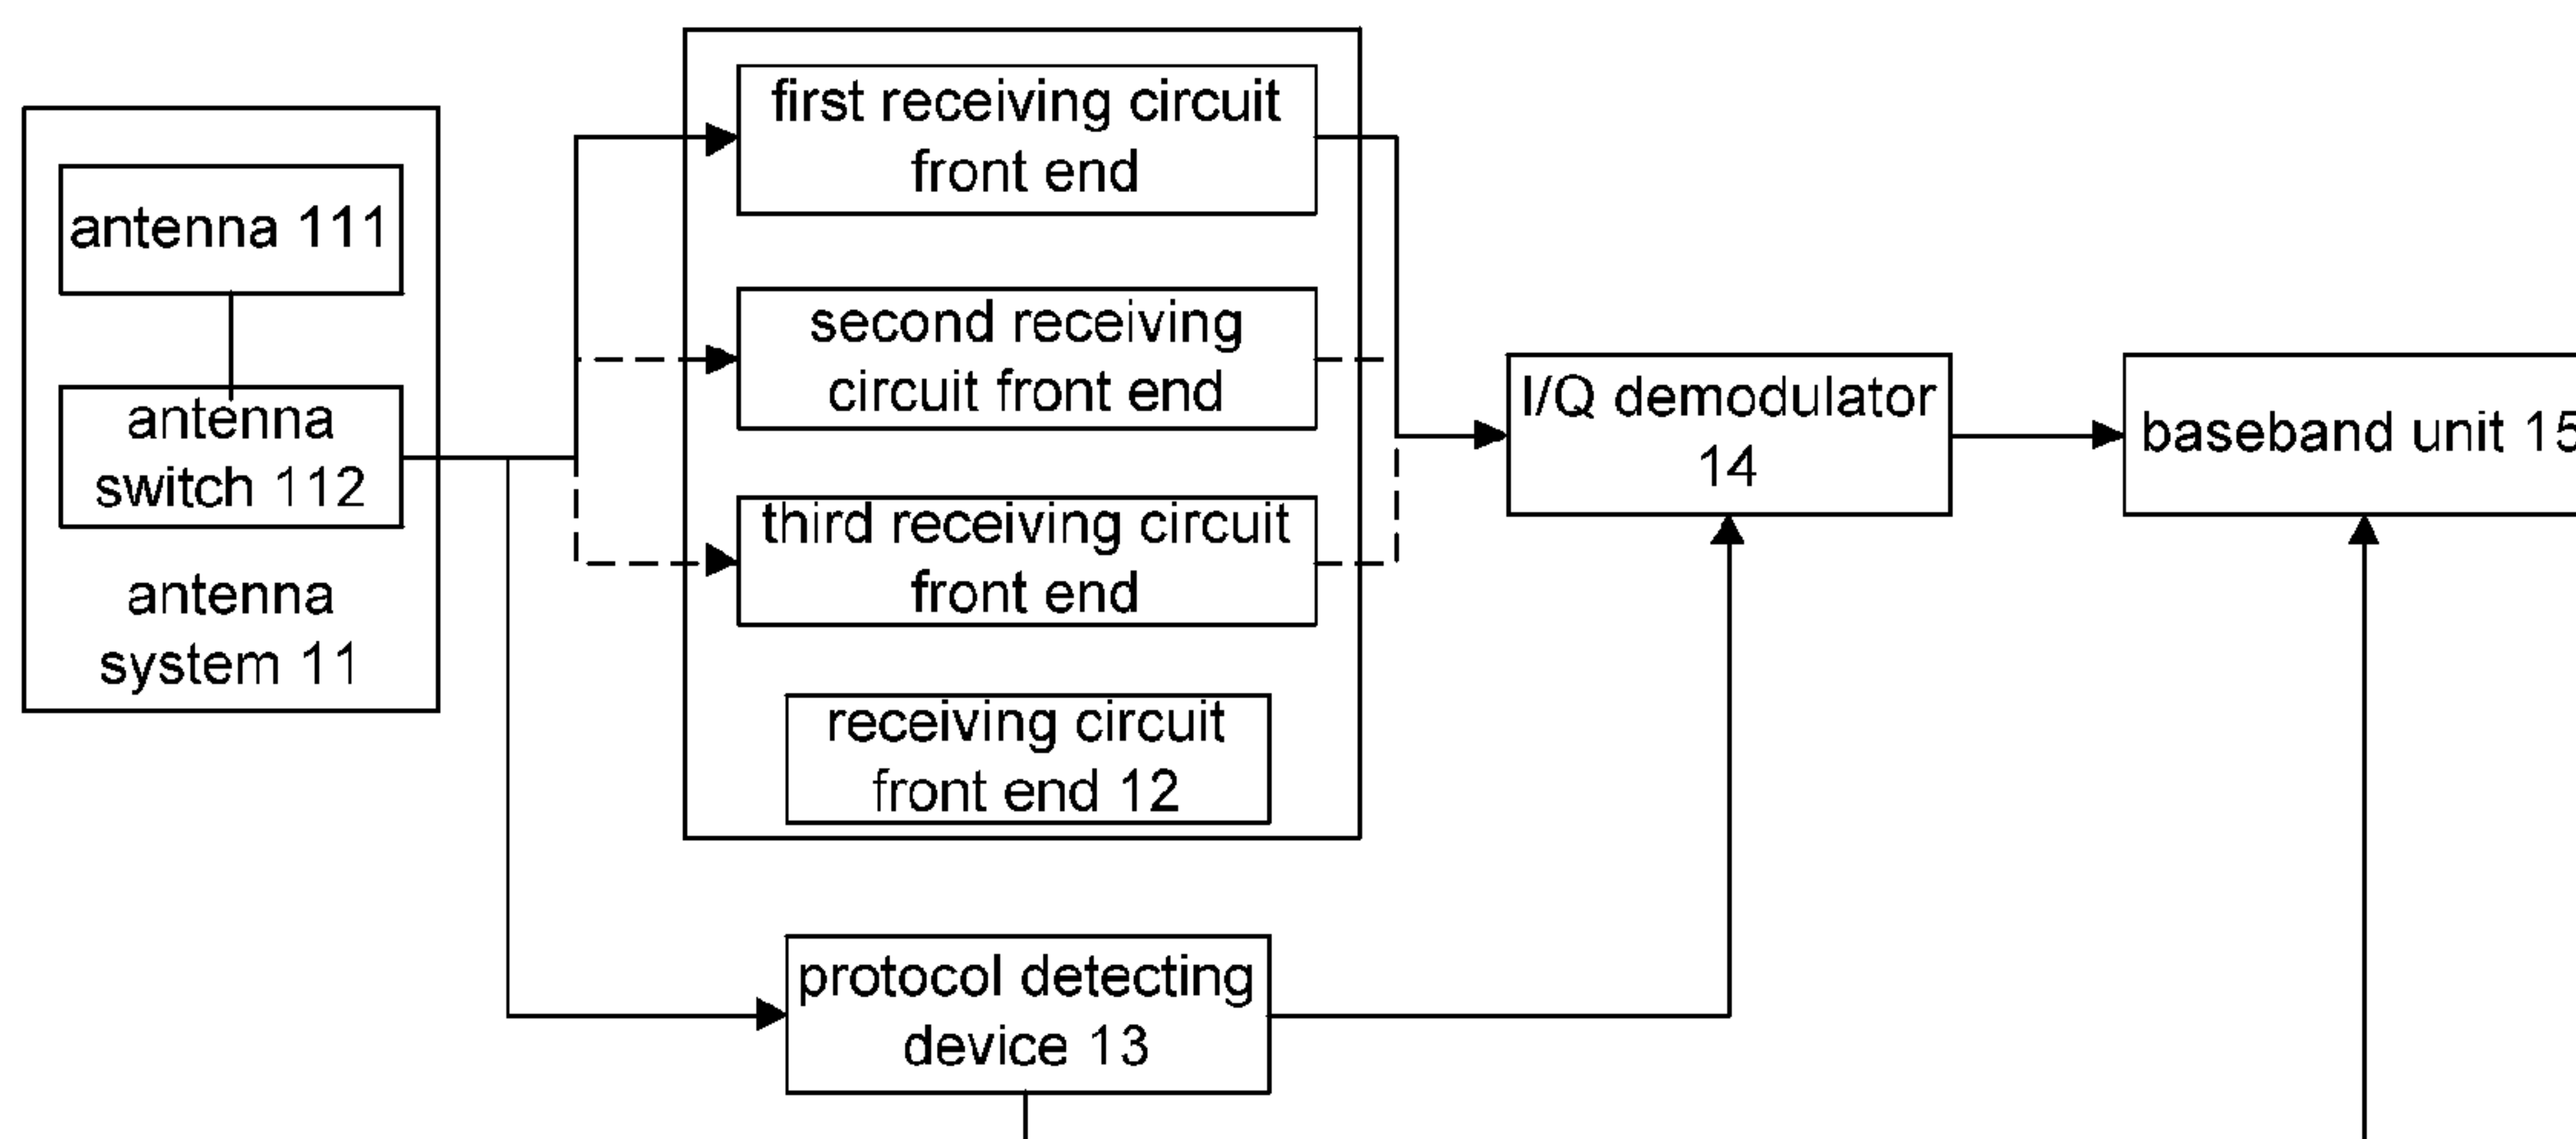 antenna 111
antenna
switch 112
antenna
system 11
first receiving circuit
front end
second receiving
circuit front end
third receiving circuit
front end
receiving circuit
front end 12
protocol detecting
device 13
I/Q demodulator
14
baseband unit 15